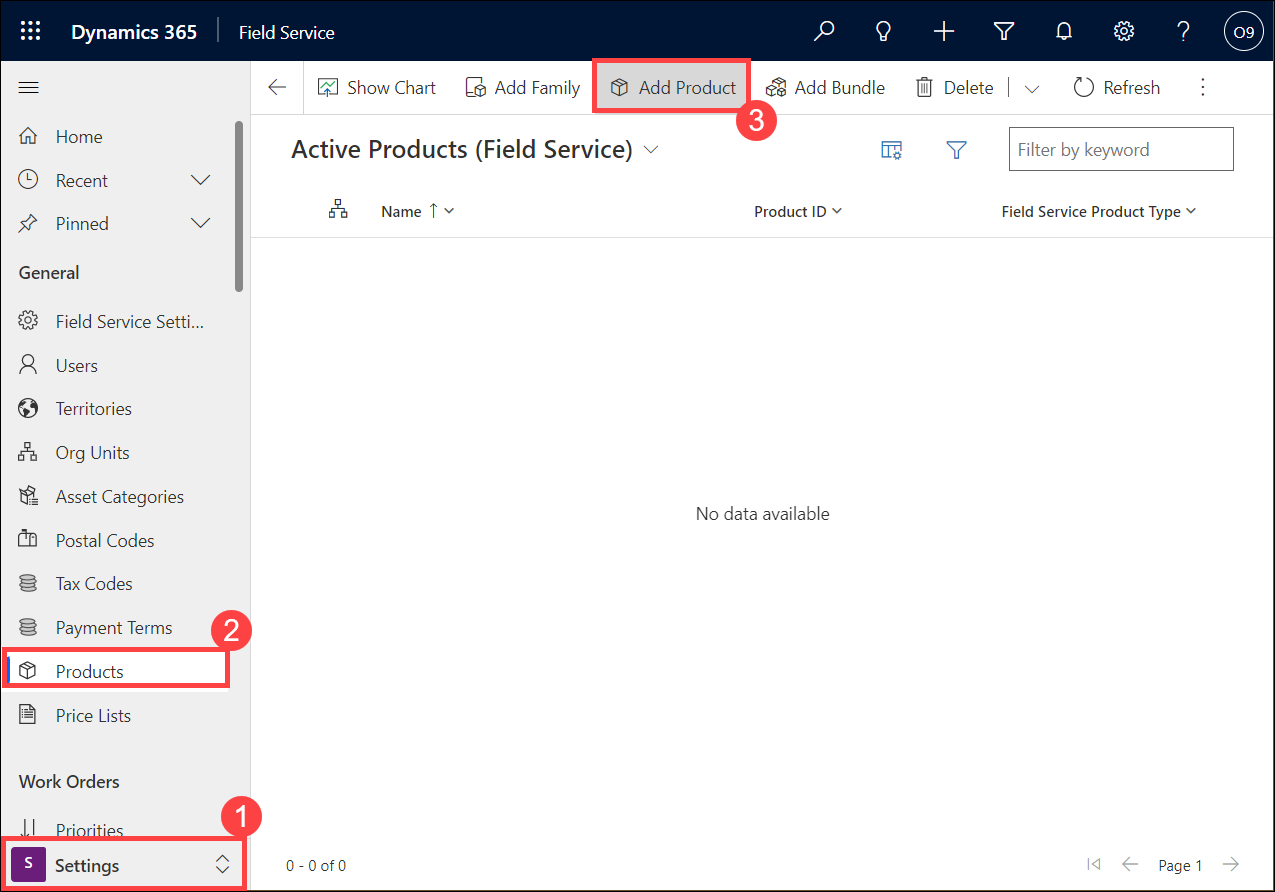 Dynamics 365 Field Service O9
Show Chart Add Family Add Product Add Bundle Delete Refresh
3
Active Products (Field Service) Filter by keyword
Name Product ID Field Service Product Type
No data available
0 - 0 of 0 Page 1
Home
Recent
Pinned
General
Field Service Setti...
Users
Territories
Org Units
Asset Categories
Postal Codes
Tax Codes
Payment Terms
2
Products
Price Lists
Work Orders
1
Priorities
S Settings